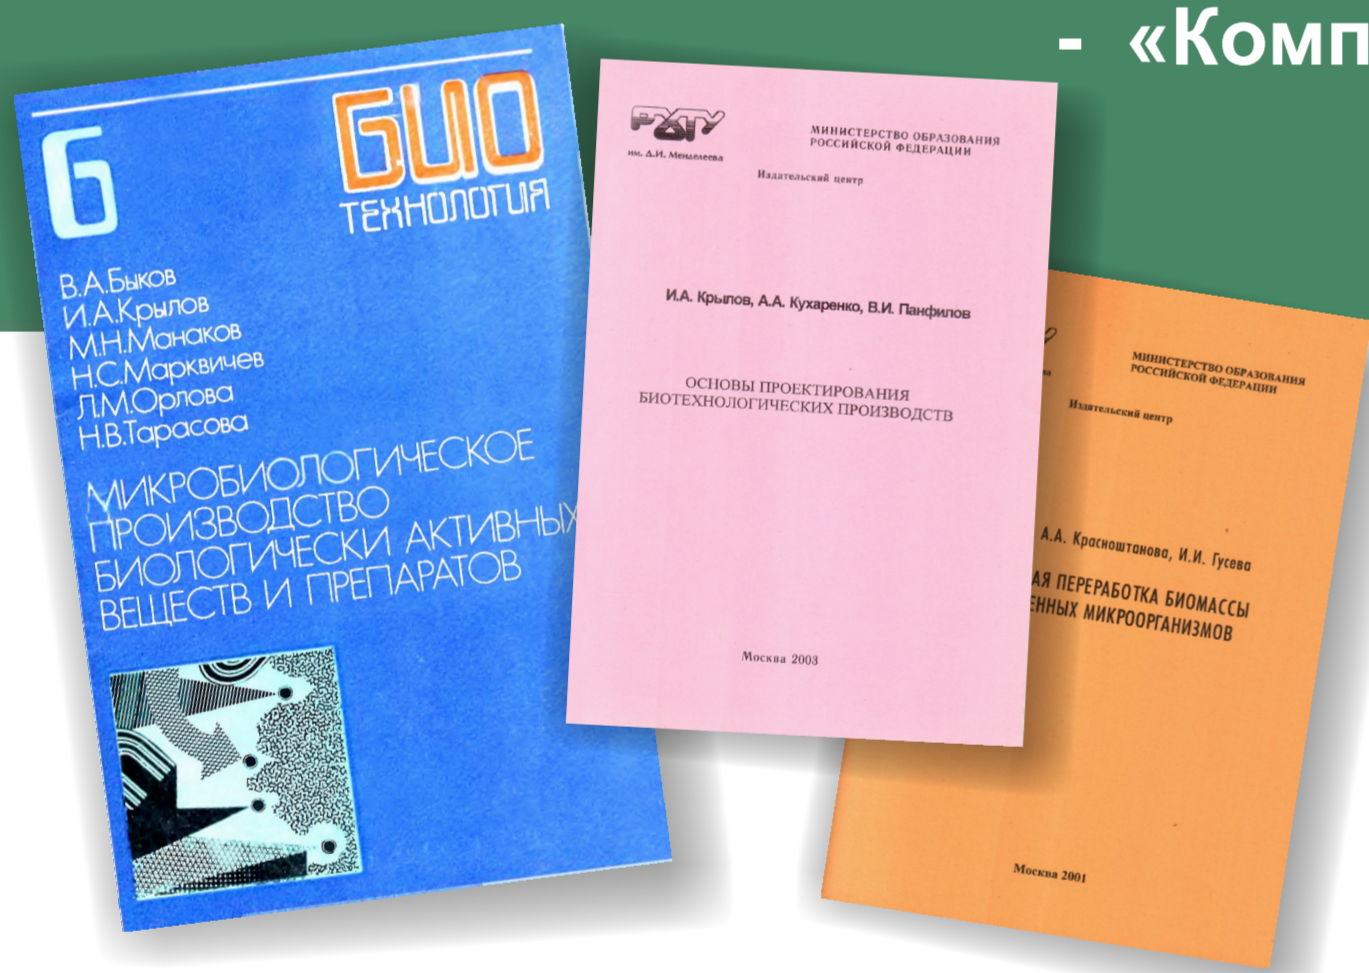 - «Комп
6
БИО
ТЕХНОЛОГИЯ
В.А.Быков
И.А.Крылов
М.Н.Манаков
Н.С.Марквичев
Л.М.Орлова
Н.В.Тарасова
МИКРОБИОЛОГИЧЕСКОЕ
ПРОИЗВОДСТВО
БИОЛОГИЧЕСКИ АКТИВНЫХ
ВЕЩЕСТВ И ПРЕПАРАТОВ
РХТУ
им. Д.И. Менделеева
МИНИСТЕРСТВО ОБРАЗОВАНИЯ
РОССИЙСКОЙ ФЕДЕРАЦИИ
Издательский центр
И.А. Крылов, А.А. Кухаренко, В.И. Панфилов
ОСНОВЫ ПРОЕКТИРОВАНИЯ
БИОТЕХНОЛОГИЧЕСКИХ ПРОИЗВОДСТВ
Москва 2003
МИНИСТЕРСТВО ОБРАЗОВАНИЯ
РОССИЙСКОЙ ФЕДЕРАЦИИ
Издательский центр
А.А. Красноштанова, И.И. Гусева
АЯ ПЕРЕРАБОТКА БИОМАССЫ
ЕННЫХ МИКРООРГАНИЗМОВ
Москва 2001